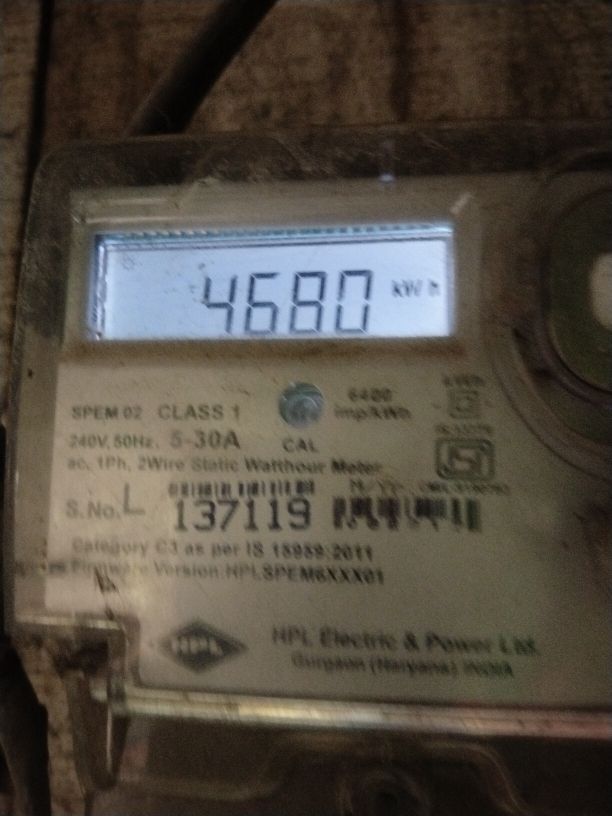 4680 kWh
6400
SPEM 02 CLASS 1
imp/kWh
240V, 50Hz, 5-30A
CAL
ac, 1Ph, 2Wire Static Watthour Meter
S.No. L 137119
Category C3 as per IS 15959:2011
Firmware Version:HPLSPEM6XXX01
HPL
HPL Electric & Power Ltd.
Gurgaon (Haryana) INDIA